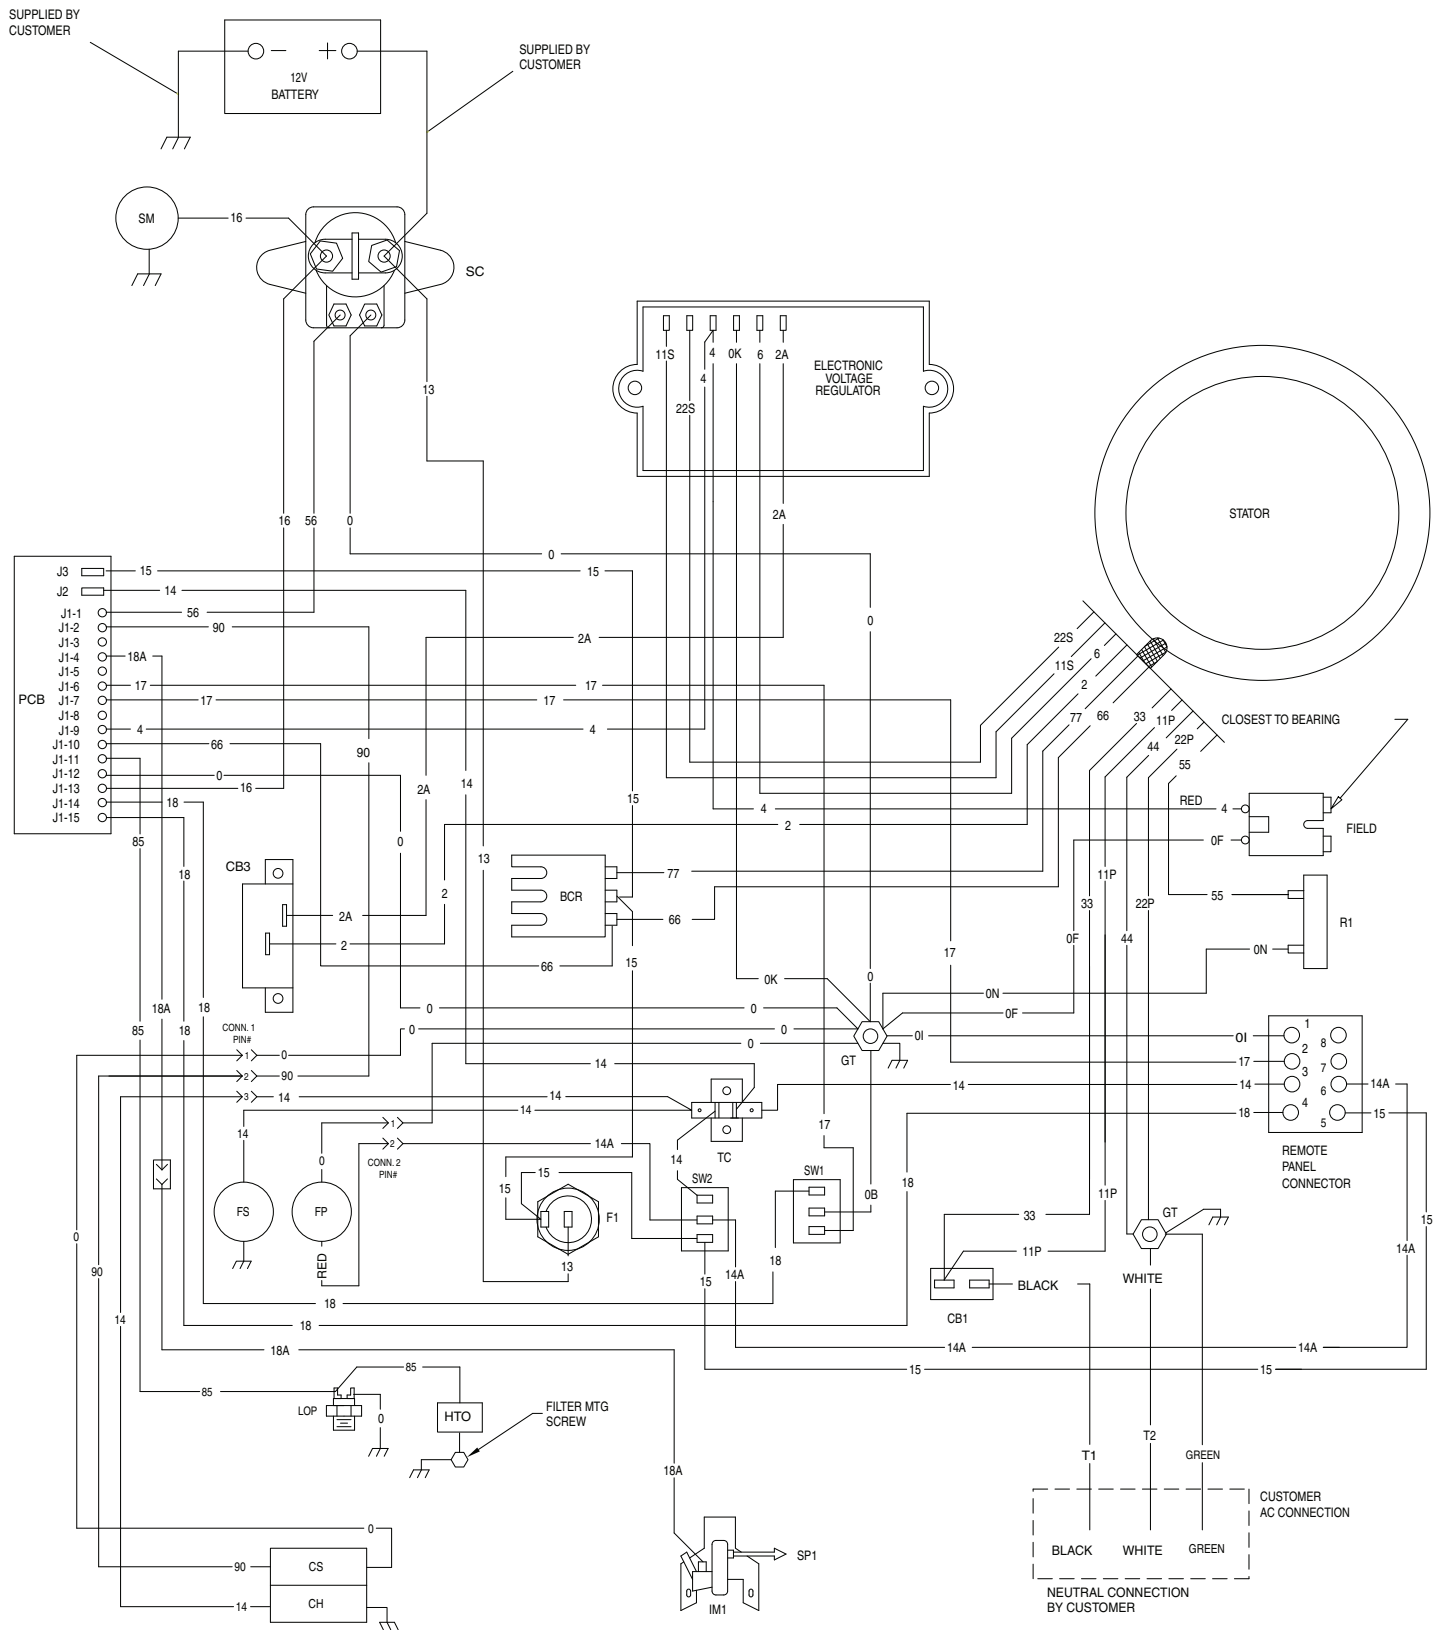 SUPPLIED BY
CUSTOMER
12V
BATTERY
SUPPLIED BY
CUSTOMER
SM
16
SC
13
11S
4
0K
6
2A
4
22S
ELECTRONIC
VOLTAGE
REGULATOR
2A
STATOR
16
56
0
0
J3
15
15
J2
14
J1-1
56
J1-2
90
J1-3
J1-4
18A
J1-5
J1-6
17
17
PCB
J1-7
17
17
J1-8
J1-9
4
4
J1-10
66
J1-11
J1-12
0
J1-13
16
J1-14
18
J1-15
0
2A
22S
11S
6
2
77
66
33
11P
44
22P
55
CLOSEST TO BEARING
90
2A
14
15
85
18
0
13
4
RED
4
2
0F
FIELD
CB3
2A
2
2
BCR
77
66
66
15
11P
33
22P
0F
44
55
R1
0N
17
0K
0
0N
0F
18A
18
85
18
CONN. 1
PIN#
0
0
0
0
0
1
0
2
90
3
14
GT
0I
0I
1
8
17
2
7
3
14
6
14A
18
4
5
15
14
14
14
14
14
TC
17
REMOTE
PANEL
CONNECTOR
1
2
CONN. 2
PIN#
14A
0
14
SW2
SW1
15
15
18
0B
11P
FS
FP
F1
RED
13
33
11P
GT
15
14A
0
90
14
18
14A
15
BLACK
WHITE
CB1
18
18
18A
14A
14A
15
15
85
85
LOP
0
HTO
FILTER MTG
SCREW
T2
T1
GREEN
18A
CUSTOMER
AC CONNECTION
0
90
CS
14
CH
SP1
0
0
IM1
BLACK
WHITE
GREEN
NEUTRAL CONNECTION
BY CUSTOMER